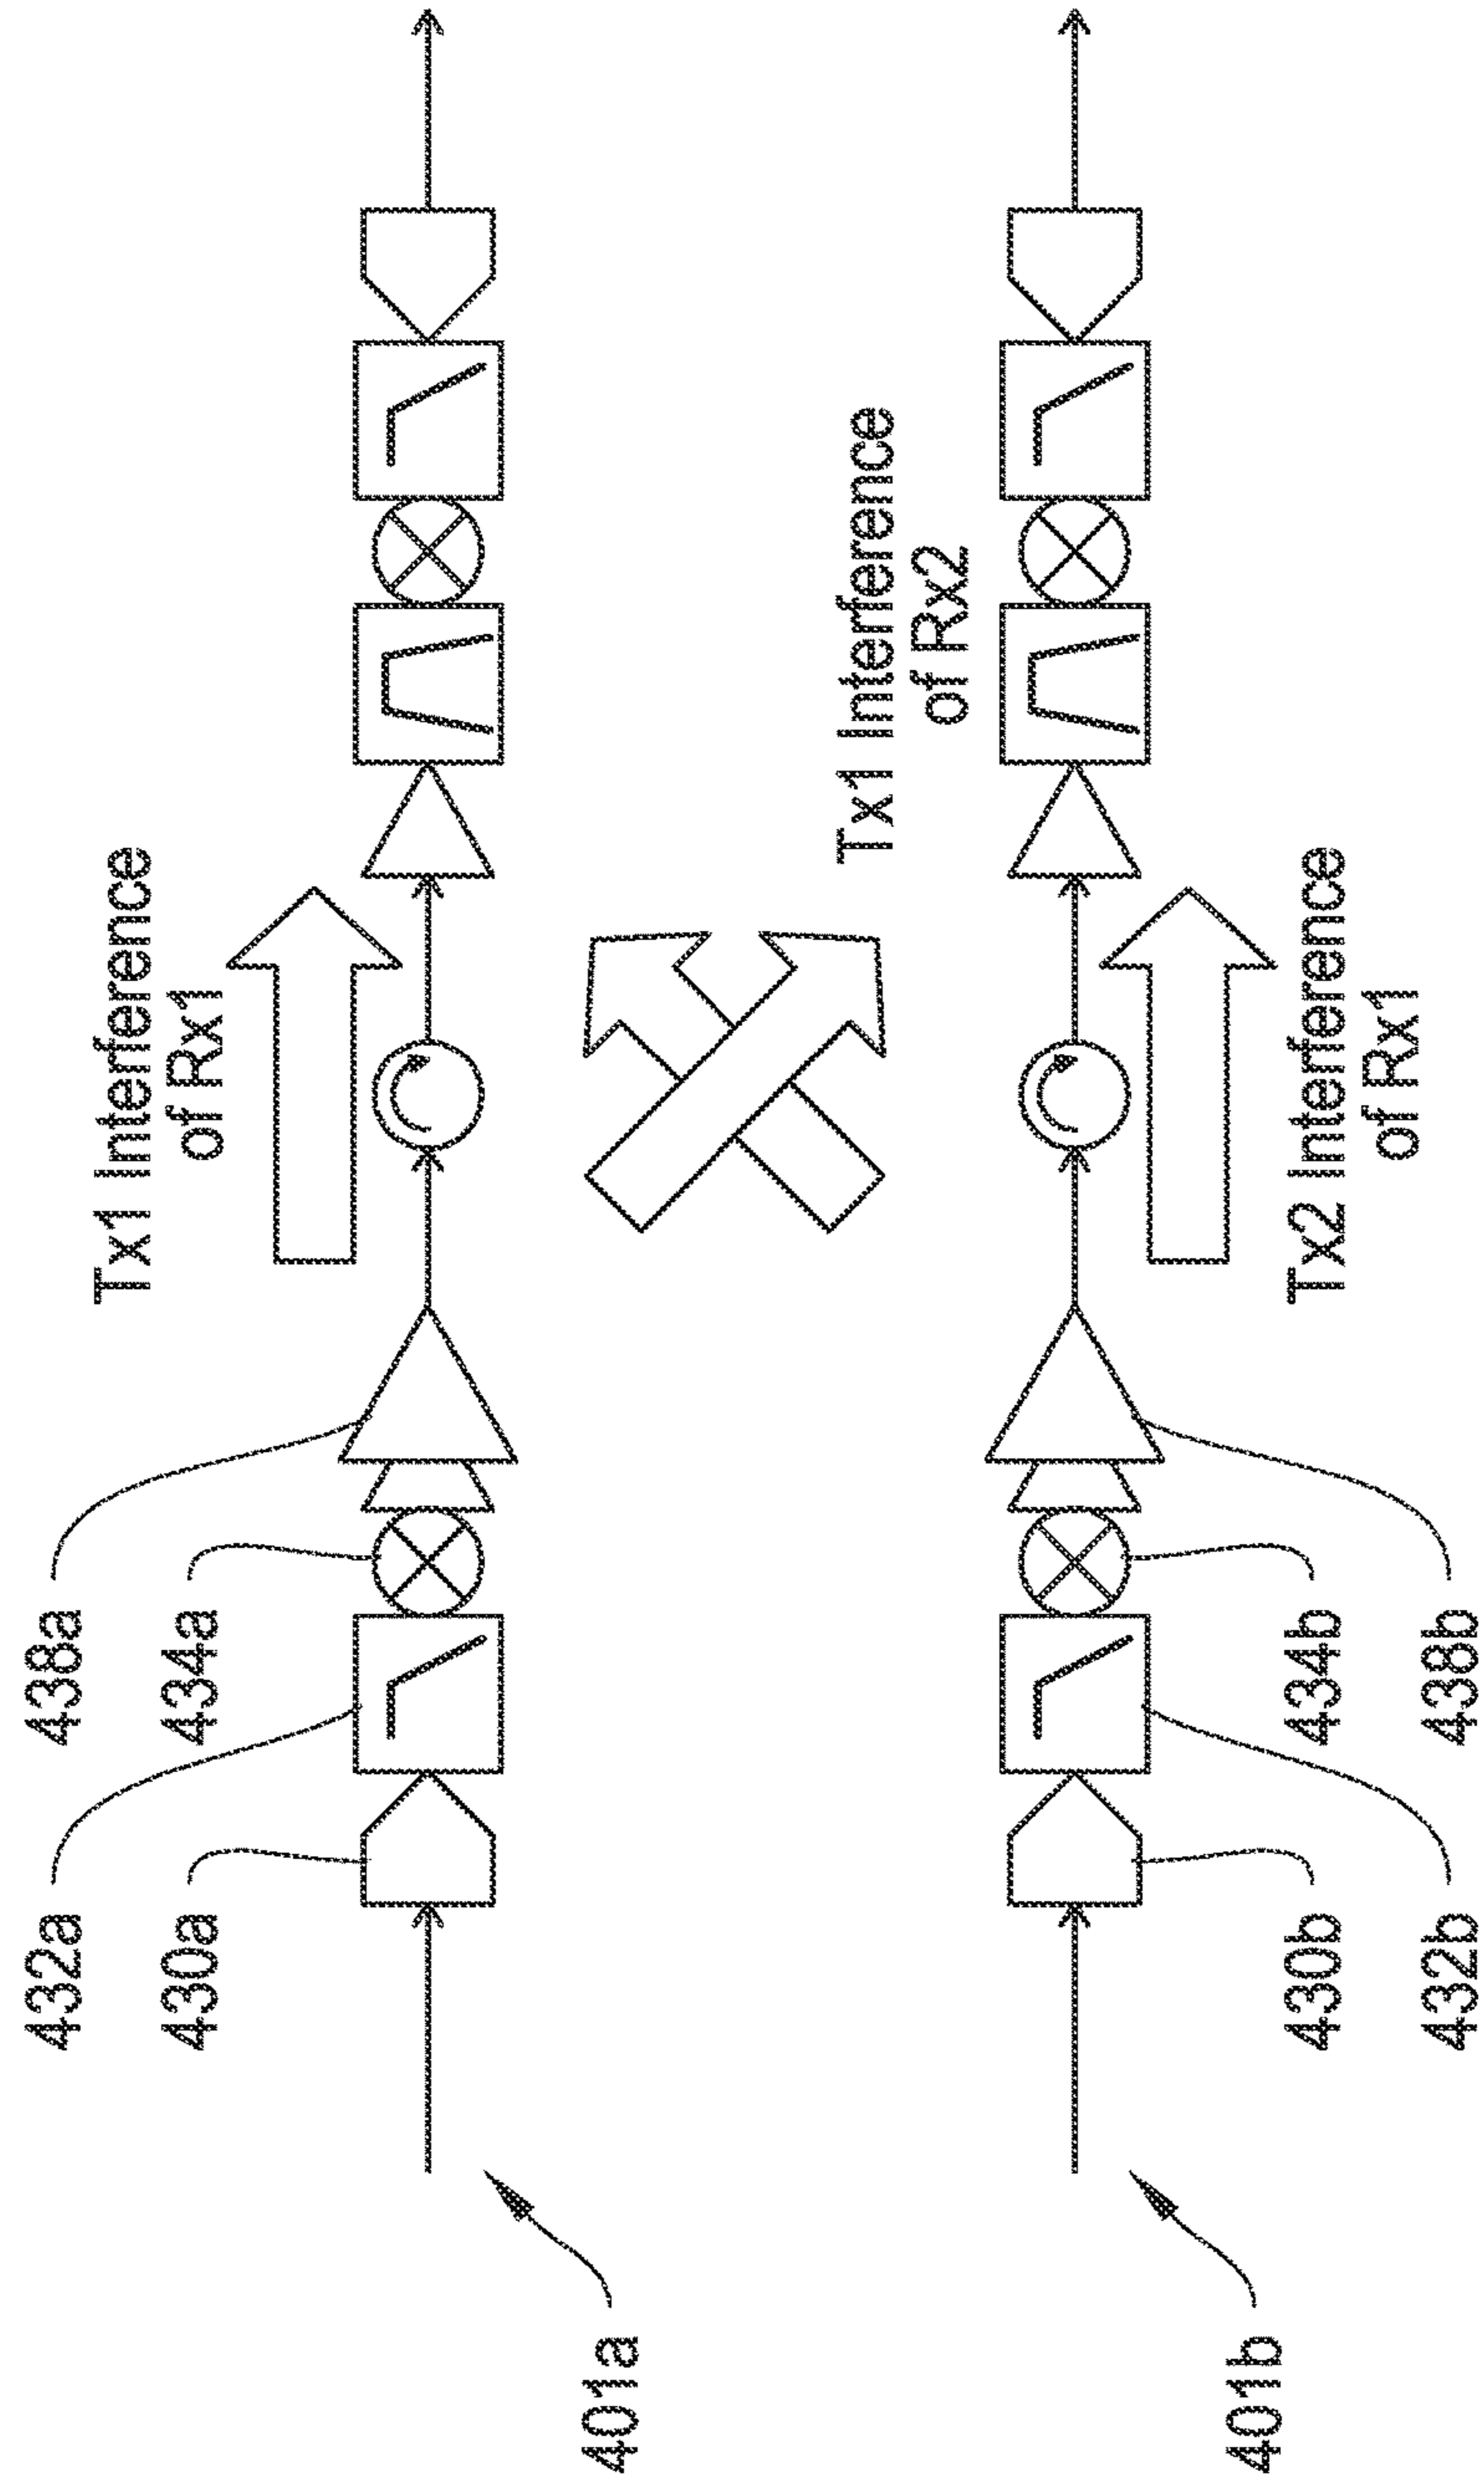 Tx1 Interference
of Rx1
438a
434a
432a
430a
401a
Tx1 Interference
of Rx2
Tx2 Interference
of Rx1
434b
438b
430b
432b
401b